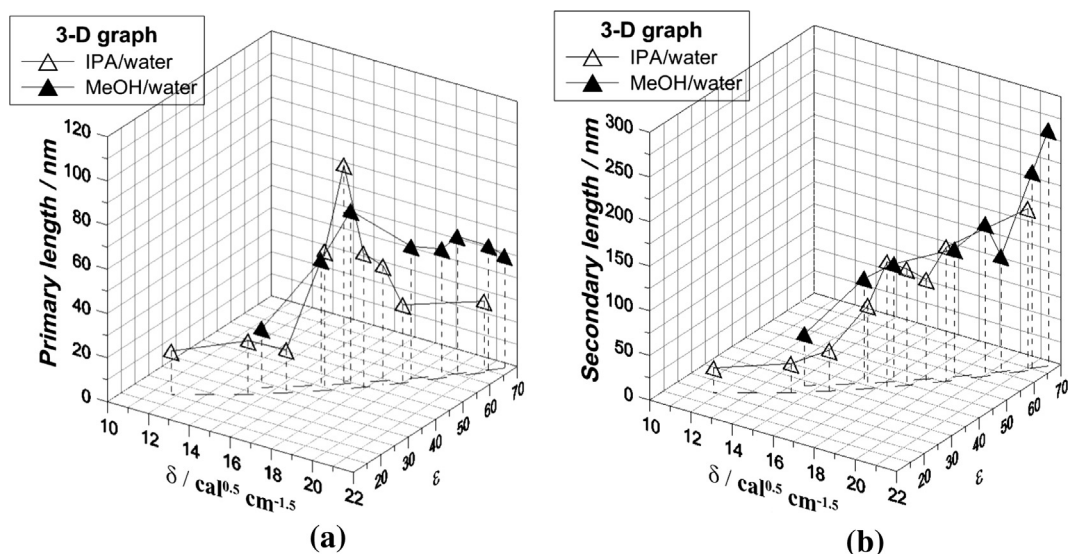 3-D graph
IPA/water
MeOH/water
Primary length / nm
120
100
80
60
40
20
0
10
12
14
16
18
20
22
δ / cal0.5 cm-1.5
20
30
40
50
60
70
ε
(a)
3-D graph
IPA/water
MeOH/water
Secondary length / nm
300
250
200
150
100
50
0
10
12
14
16
18
20
22
δ / cal0.5 cm-1.5
20
30
40
50
60
70
ε
(b)